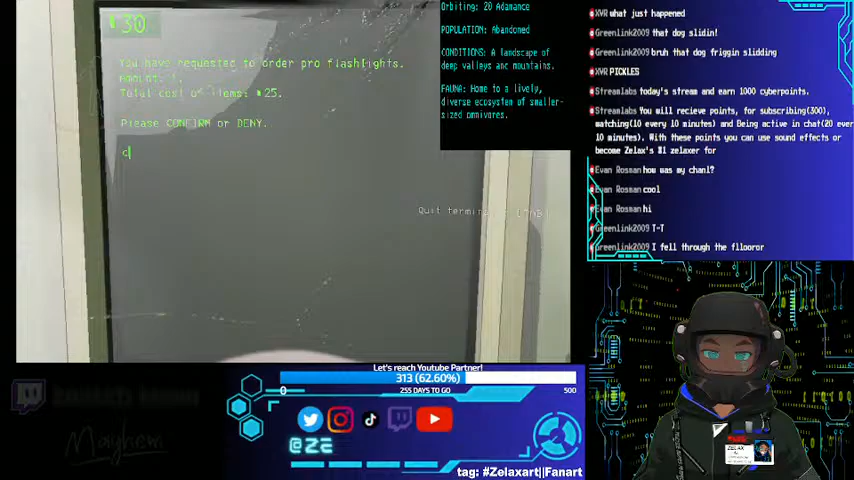 30
You have requested to order pro flashlights.
Amount: 1.
Total cost of items: 25.
Please CONFIRM or DENY.
c
Quit terminal
Orbiting: 20 Adamance
POPULATION: Abandoned
CONDITIONS: A landscape of
deep valleys and mountains.
FAUNA: Home to a lively,
diverse ecosystem of smaller-
sized omnivores.
XVR what just happened
Greenlink2009 that dog slidin!
Greenlink2009 bruh that dog friggin slidding
XVR PICKLES
Streamlabs today's stream and earn 1000 cyberpoints.
Streamlabs You will recieve points, for subscribing(300),
watching(10 every 10 minutes) and Being active in chat(20 every
10 minutes). With these points you can use sound effects or
become Zelax's #1 zelaxer for
Evan Rosman how was my chanl?
Evan Rosman cool
Evan Rosman hi
Greenlink2009 T-T
Greenlink2009 I fell through the fllooror
Let's reach Youtube Partner!
313 (62.60%)
0
500
255 DAYS TO GO
@ZE
tag: #Zelaxart||Fanart
Mayhem
ZELAX